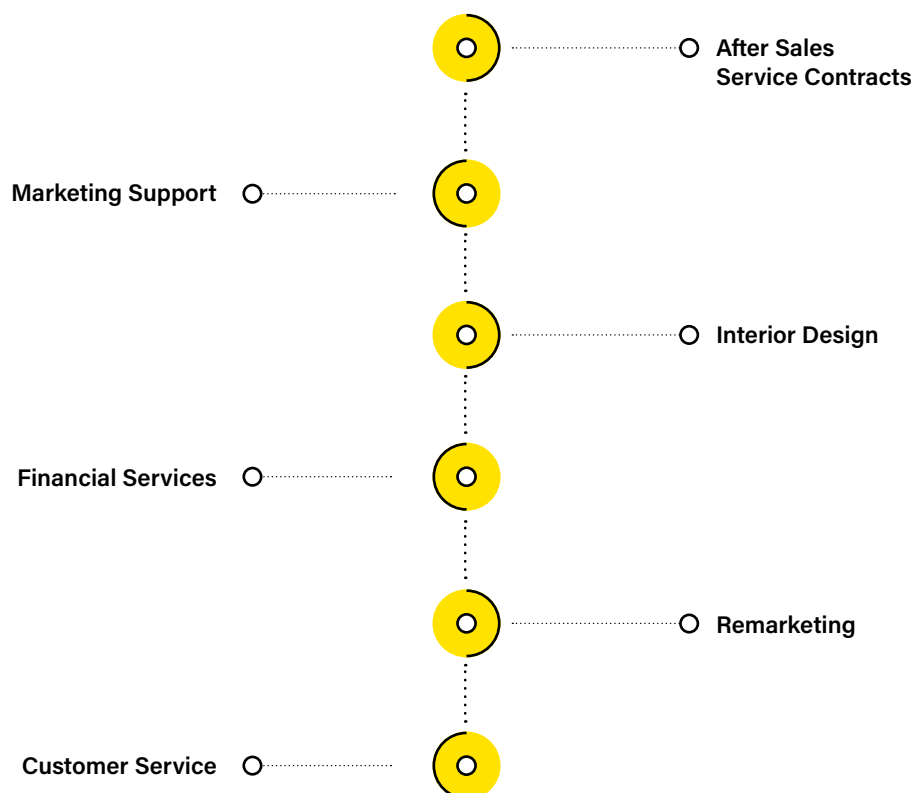 After Sales
Service Contracts
Marketing Support
Interior Design
Financial Services
Remarketing
Customer Service